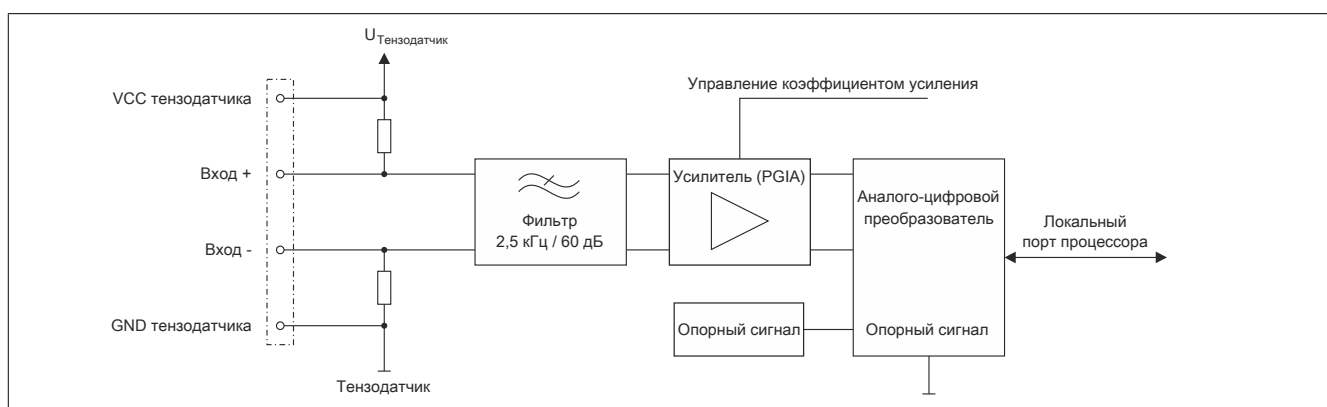 UТензодатчик
Управление коэффициентом усиления
VCC тензодатчика
Вход +
Усилитель (PGIA)
Аналого-цифровой
преобразователь
Фильтр
2,5 кГц / 60 дБ
Локальный
порт процессора
Вход -
GND тензодатчика
Опорный сигнал
Опорный сигнал
Тензодатчик